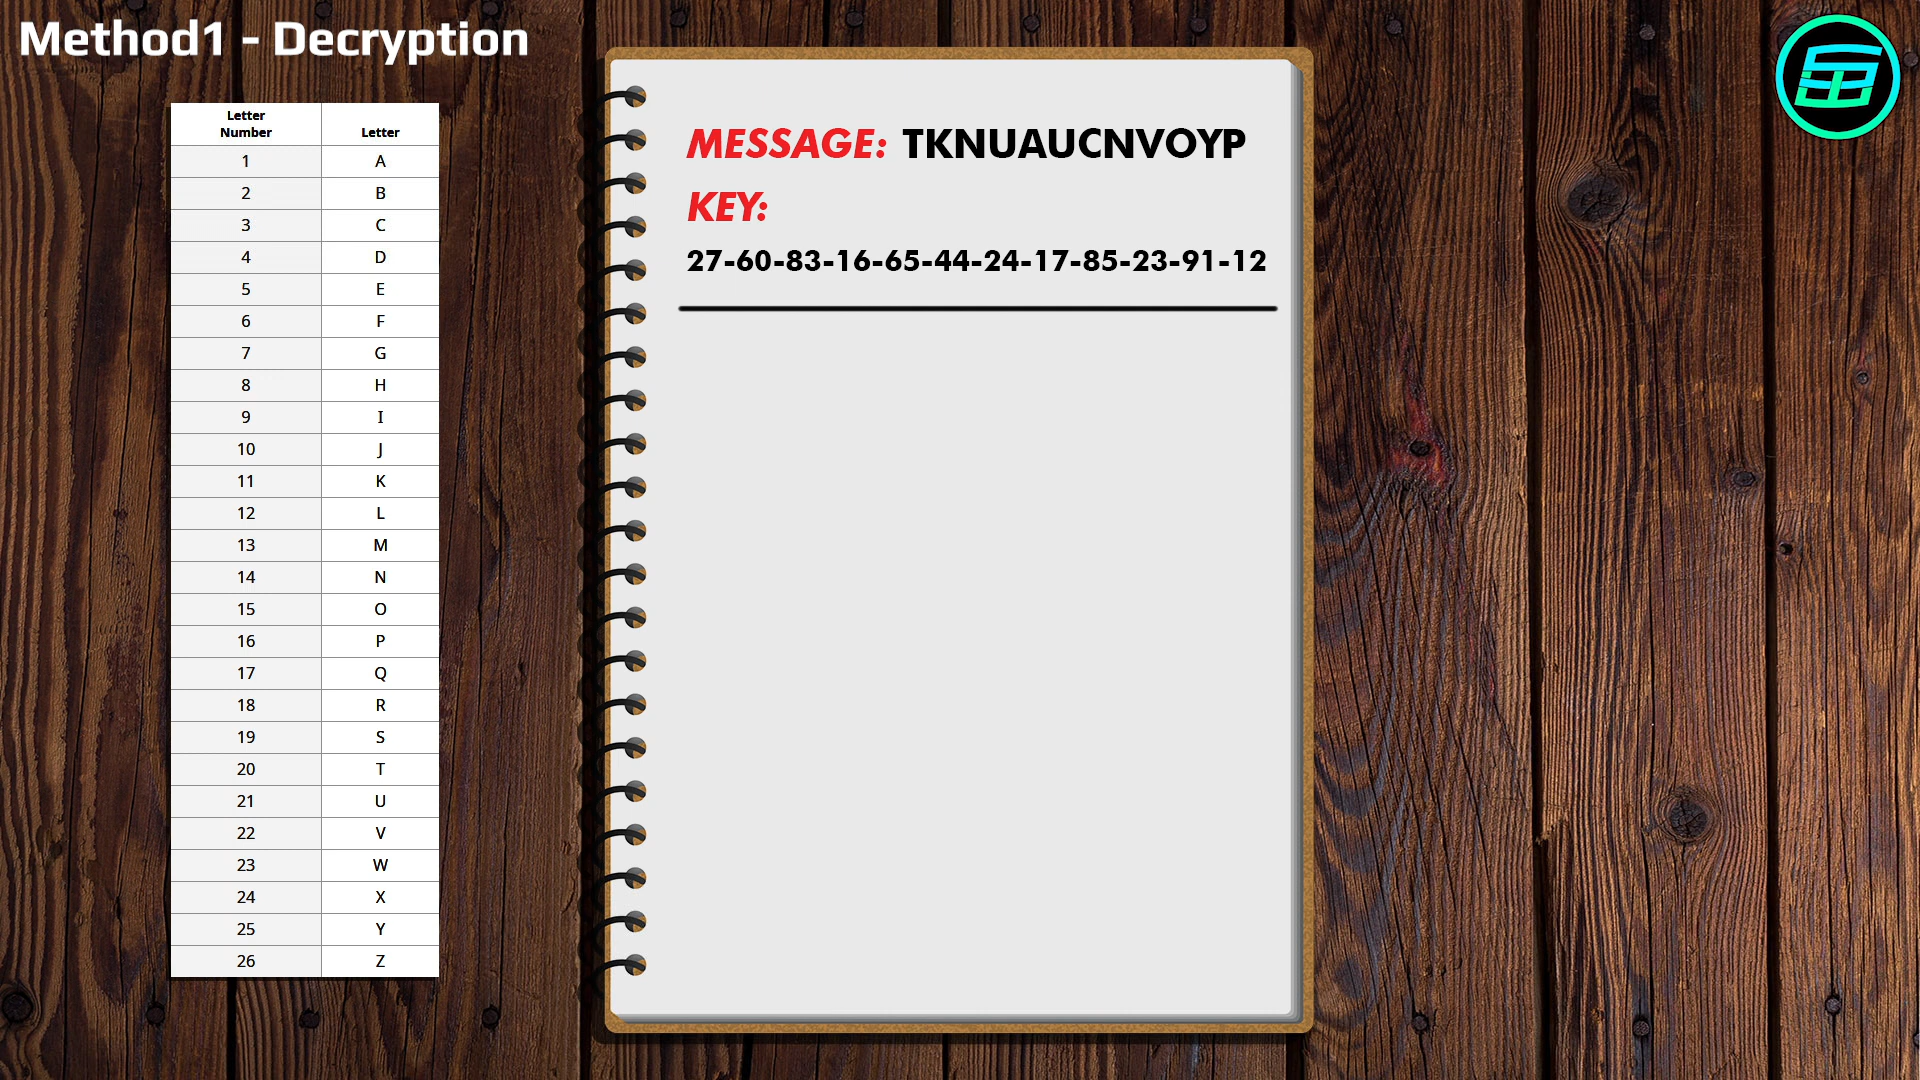 Method1 - Decryption
Letter Number Letter
1 A
2 B
3 C
4 D
5 E
6 F
7 G
8 H
9 I
10 J
11 K
12 L
13 M
14 N
15 O
16 P
17 Q
18 R
19 S
20 T
21 U
22 V
23 W
24 X
25 Y
26 Z
MESSAGE: TKNUAUCNVOYP
KEY:
27-60-83-16-65-44-24-17-85-23-91-12